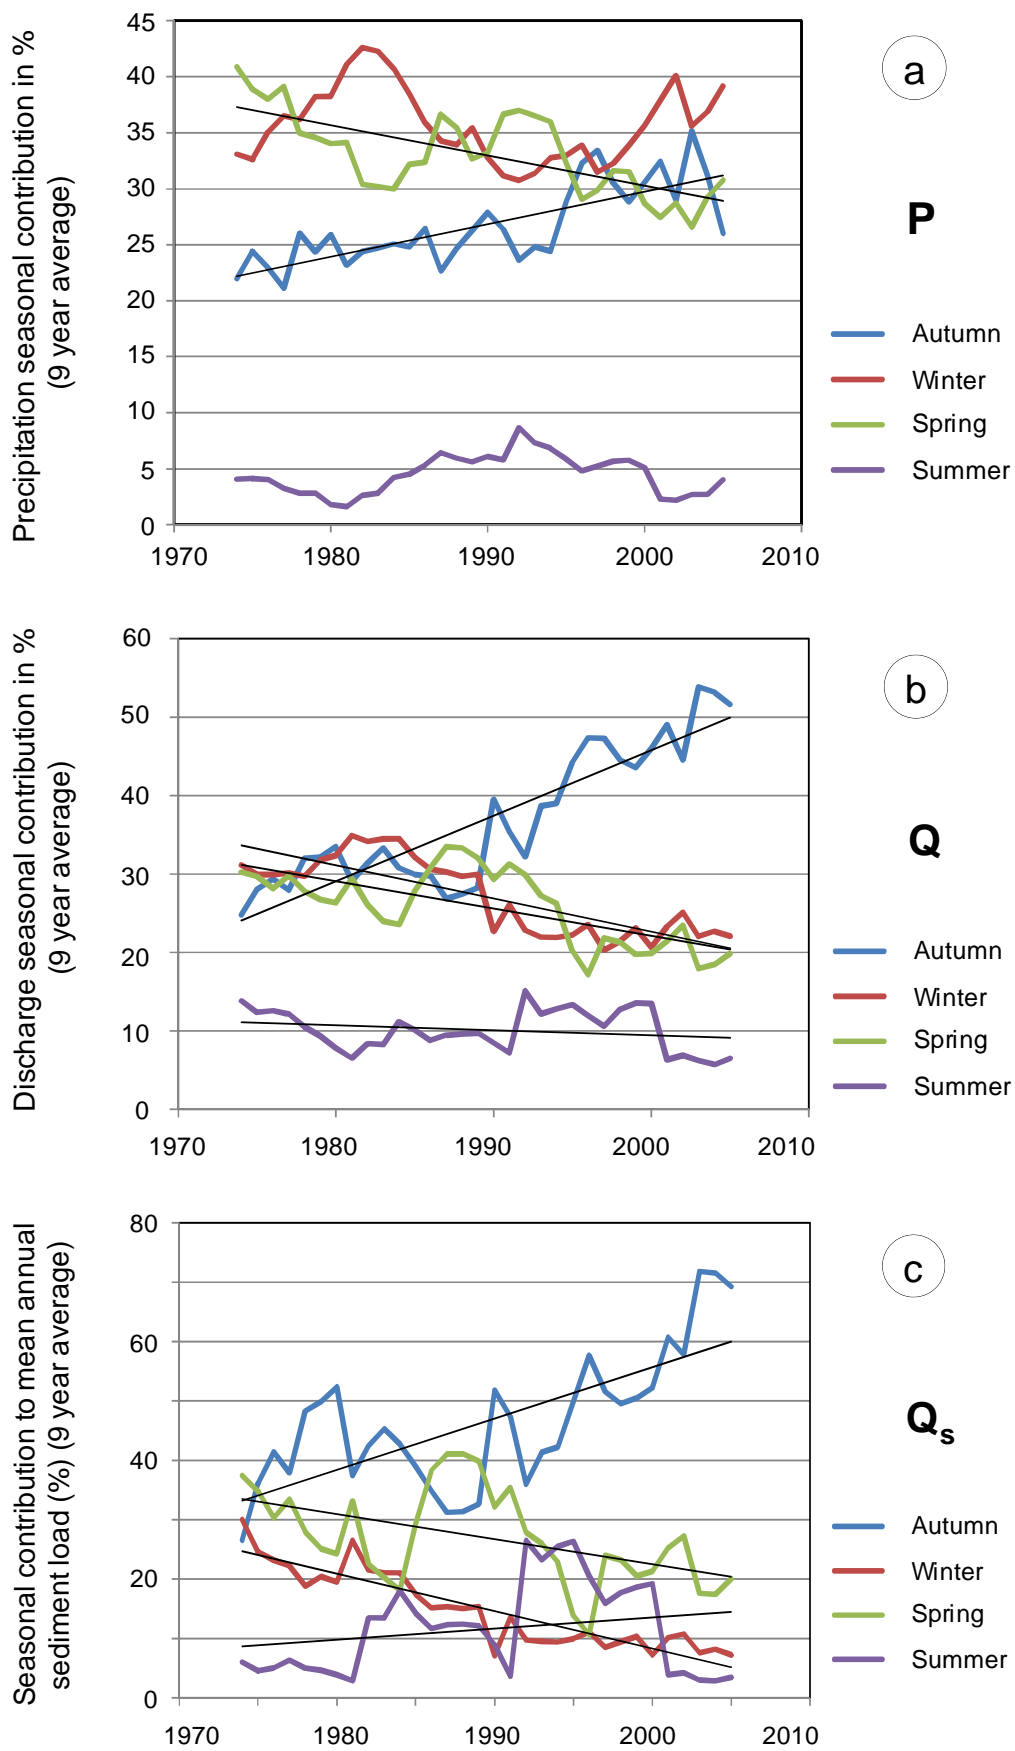 Precipitation seasonal contribution in %
(9 year average)
45
40
35
30
25
20
15
10
5
0
1970 1980 1990 2000 2010
a
P
Autumn
Winter
Spring
Summer
Discharge seasonal contribution in %
(9 year average)
60
50
40
30
20
10
0
1970 1980 1990 2000 2010
b
Q
Autumn
Winter
Spring
Summer
Seasonal contribution to mean annual
sediment load (%) (9 year average)
80
60
40
20
0
1970 1980 1990 2000 2010
c
Qs
Autumn
Winter
Spring
Summer